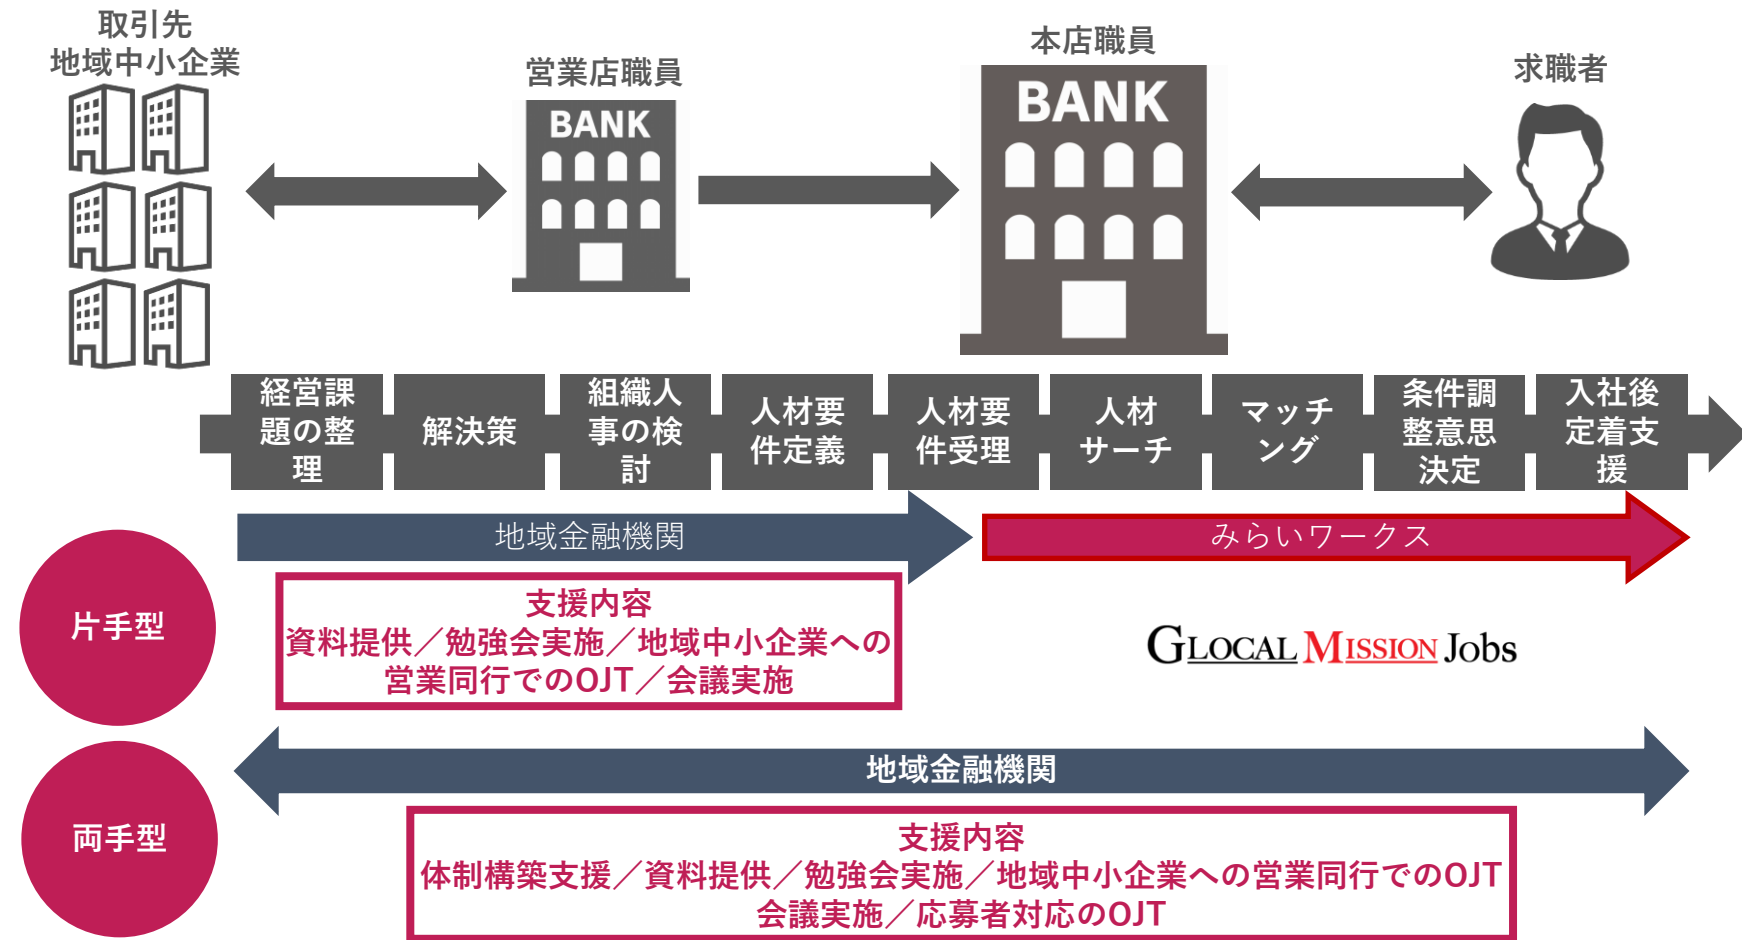 取引先
地域中小企業
営業店職員
本店職員
求職者
BANK
BANK
経営課
題の整
理
解決策
組織人
事の検
討
人材要
件定義
人材要
件受理
人材
サーチ
マッチ
ング
条件調
整意思
決定
入社後
定着支
援
地域金融機関
みらいワークス
片手型
支援内容
資料提供／勉強会実施／地域中小企業への
営業同行でのOJT／会議実施
GLOCAL MISSION Jobs
両手型
地域金融機関
支援内容
体制構築支援／資料提供／勉強会実施／地域中小企業への営業同行でのOJT
会議実施／応募者対応のOJT